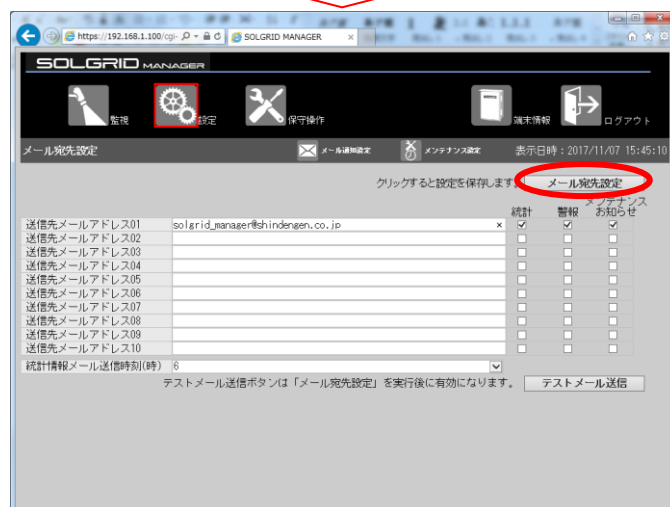 https://192.168.1.100/cgi-
SOLGRID MANAGER
SOLGRID MANAGER
監視
設定
保守操作
端末情報
ログアウト
メール宛先設定
メール通知設定
メンテナンス設定
表示日時：2017/11/07 15:45:10
クリックすると設定を保存します。
メール宛先設定
統計
警報
メンテナンスお知らせ
送信先メールアドレス01 solgrid_manager@shindengen.co.jp
送信先メールアドレス02
送信先メールアドレス03
送信先メールアドレス04
送信先メールアドレス05
送信先メールアドレス06
送信先メールアドレス07
送信先メールアドレス08
送信先メールアドレス09
送信先メールアドレス10
統計情報メール送信時刻(時) 6
テストメール送信ボタンは「メール宛先設定」を実行後に有効になります。 テストメール送信